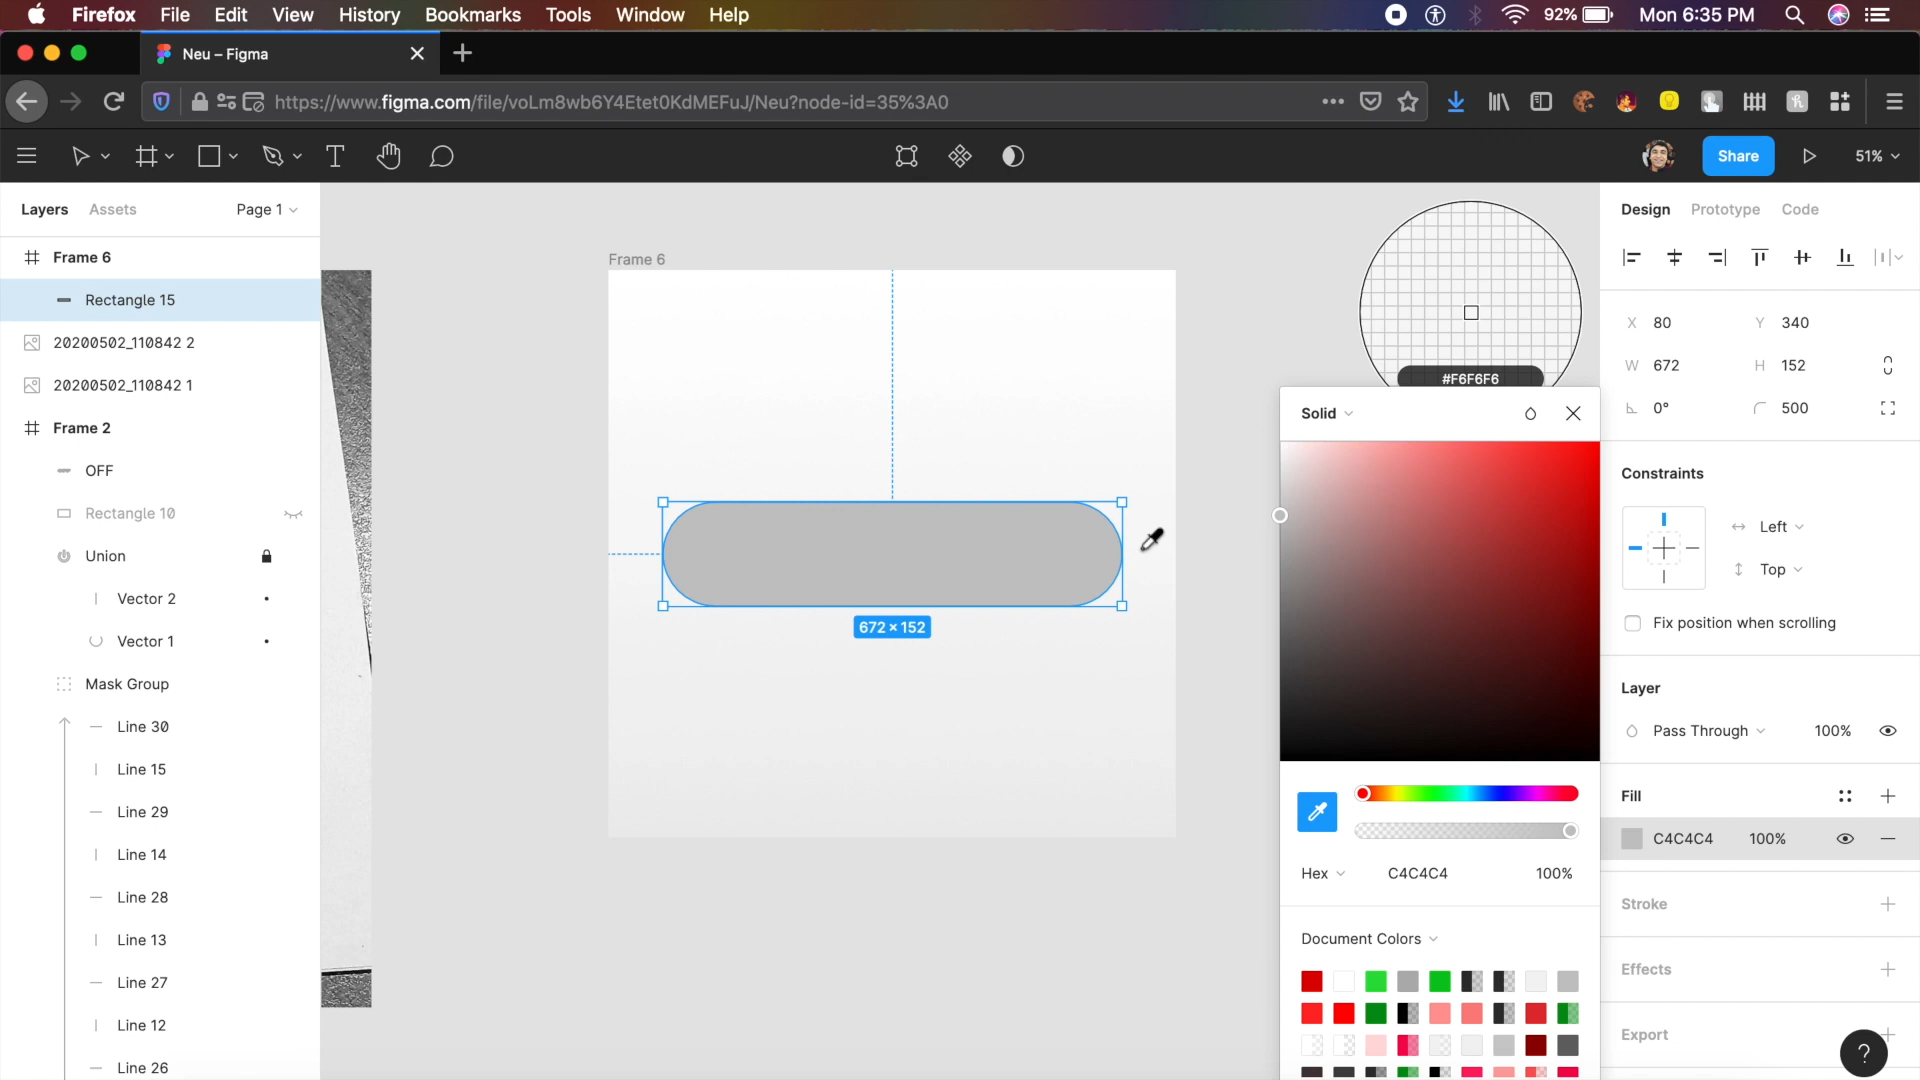 Firefox File Edit View History Bookmarks Tools Window Help 92% Mon 6:35 PM
Neu – Figma
https://www.figma.com/file/voLm8wb6Y4Etet0KdMEFuJ/Neu?node-id=35%3A0
Share 51%
Layers Assets Page 1
Design Prototype Code
Frame 6
Rectangle 15
20200502_110842 2
20200502_110842 1
Frame 2
OFF
Rectangle 10
Union
Vector 2
Vector 1
Mask Group
Line 30
Line 15
Line 29
Line 14
Line 28
Line 13
Line 27
Line 12
Line 26
Frame 6
672 × 152
#F6F6F6
Solid
Hex C4C4C4 100%
Document Colors
X 80 Y 340
W 672 H 152
0° 500
Constraints
Left
Top
Fix position when scrolling
Layer
Pass Through 100%
Fill
C4C4C4 100%
Stroke
Effects
Export
?